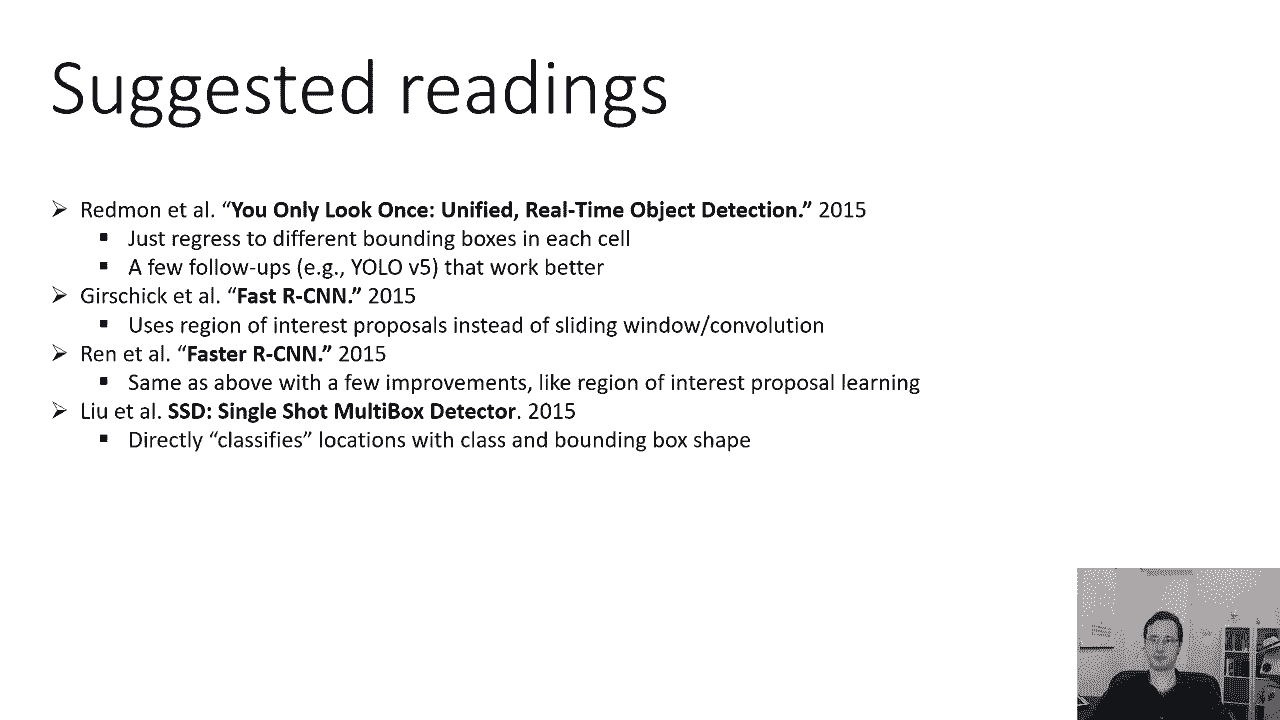 Suggested readings
➢ Redmon et al. “You Only Look Once: Unified, Real-Time Object Detection.” 2015
▪ Just regress to different bounding boxes in each cell
▪ A few follow-ups (e.g., YOLO v5) that work better
➢ Girschick et al. “Fast R-CNN.” 2015
▪ Uses region of interest proposals instead of sliding window/convolution
➢ Ren et al. “Faster R-CNN.” 2015
▪ Same as above with a few improvements, like region of interest proposal learning
➢ Liu et al. SSD: Single Shot MultiBox Detector. 2015
▪ Directly “classifies” locations with class and bounding box shape